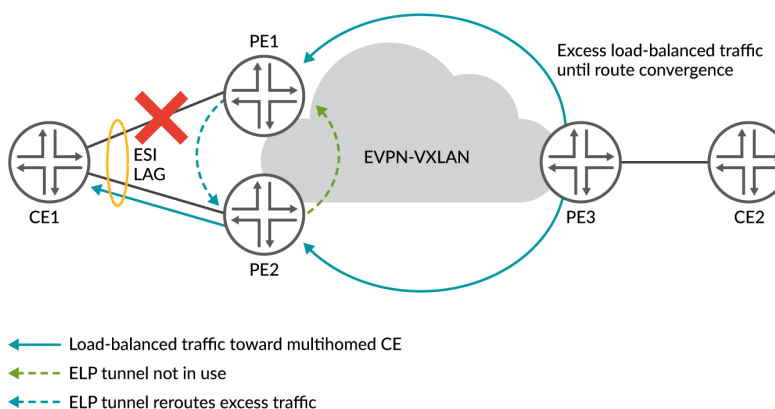 PE1
Excess load-balanced traffic
until route convergence
ESI
LAG
EVPN-VXLAN
CE1
PE2
PE3
CE2
Load-balanced traffic toward multihomed CE
ELP tunnel not in use
ELP tunnel reroutes excess traffic